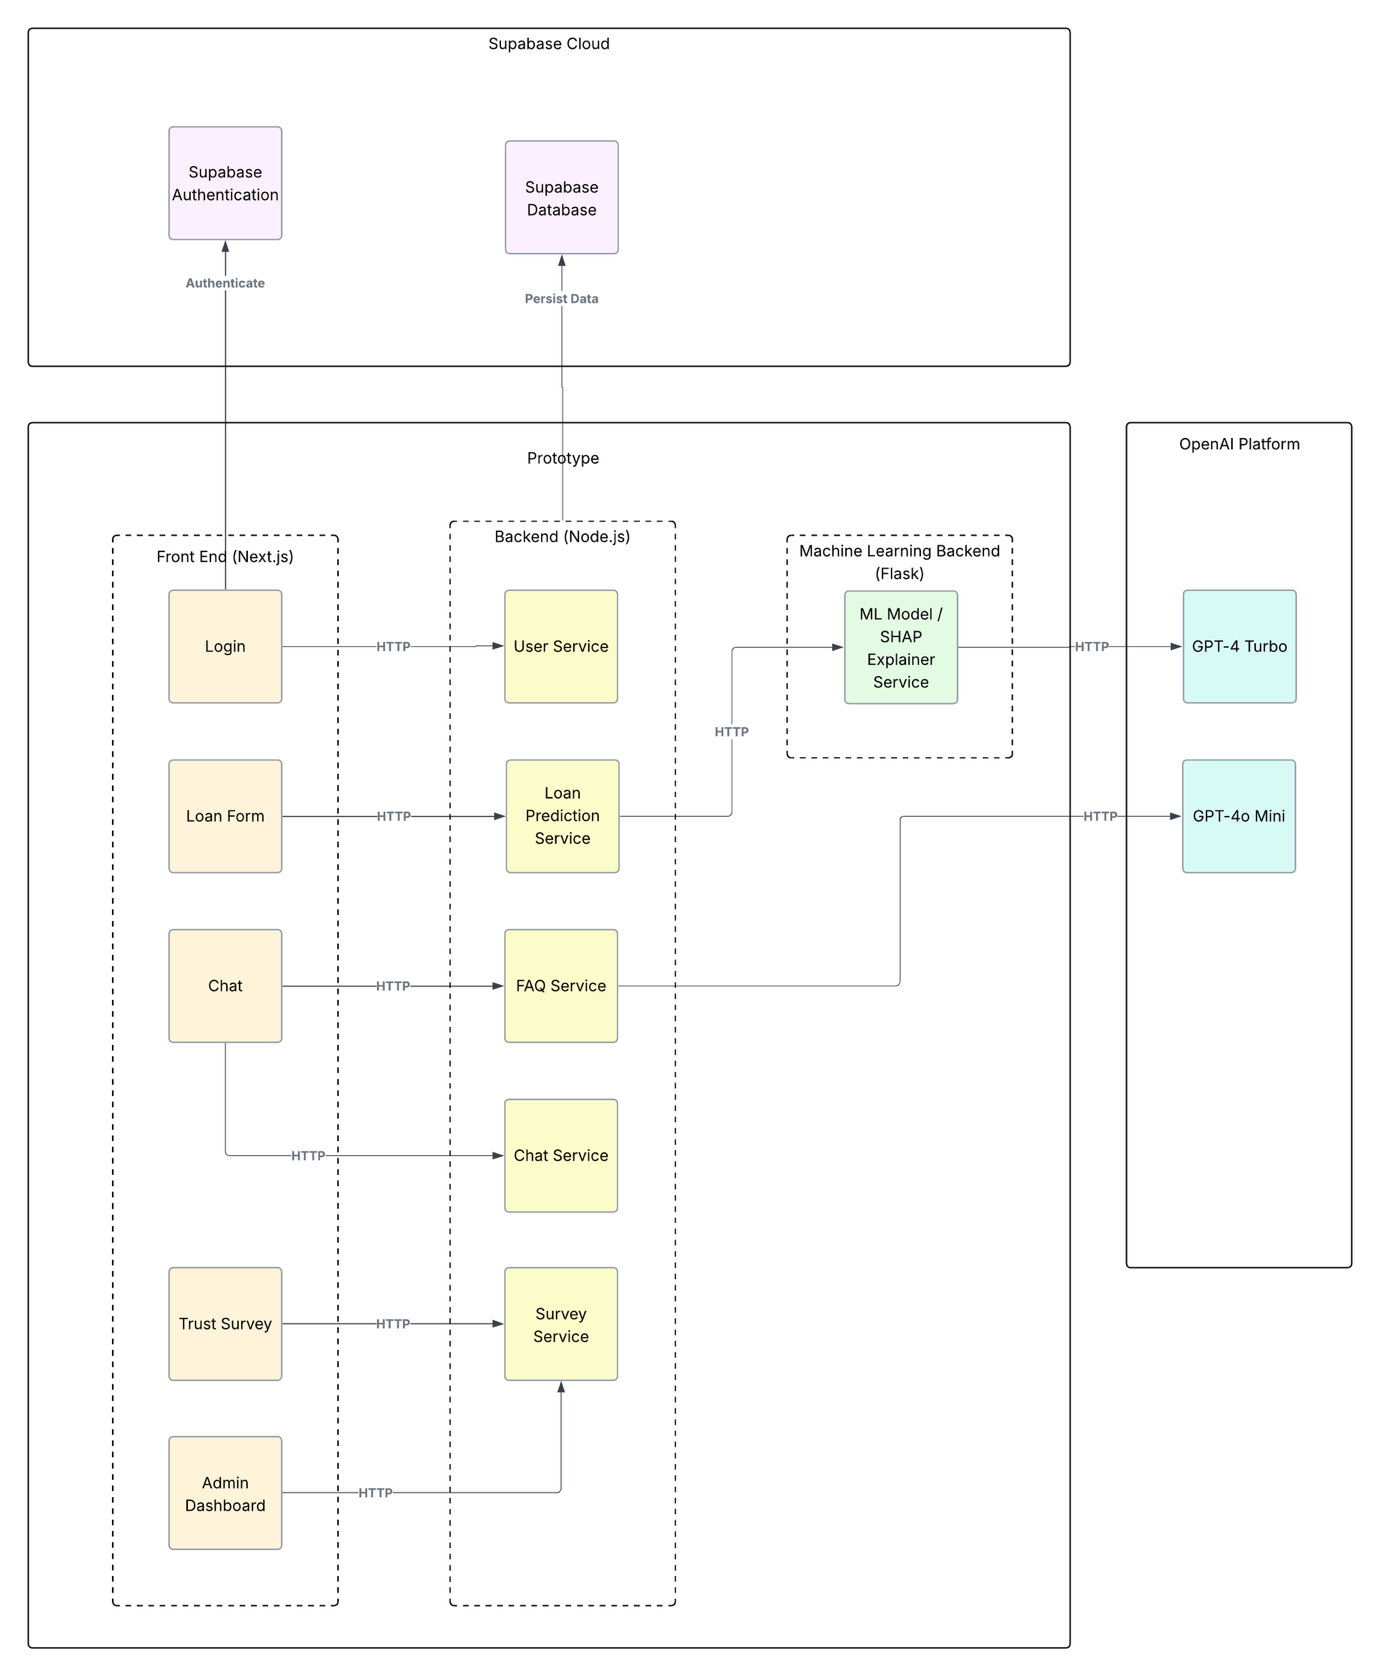 Supabase Cloud
Supabase
Authentication
Supabase
Database
Authenticate
Persist Data
Prototype
OpenAI Platform
Front End (Next.js)
Backend (Node.js)
Machine Learning Backend
(Flask)
Login
HTTP
User Service
ML Model /
SHAP
Explainer
Service
HTTP
GPT-4 Turbo
HTTP
Loan Form
HTTP
Loan
Prediction
Service
HTTP
GPT-4o Mini
Chat
HTTP
FAQ Service
HTTP
Chat Service
Trust Survey
HTTP
Survey
Service
Admin
Dashboard
HTTP